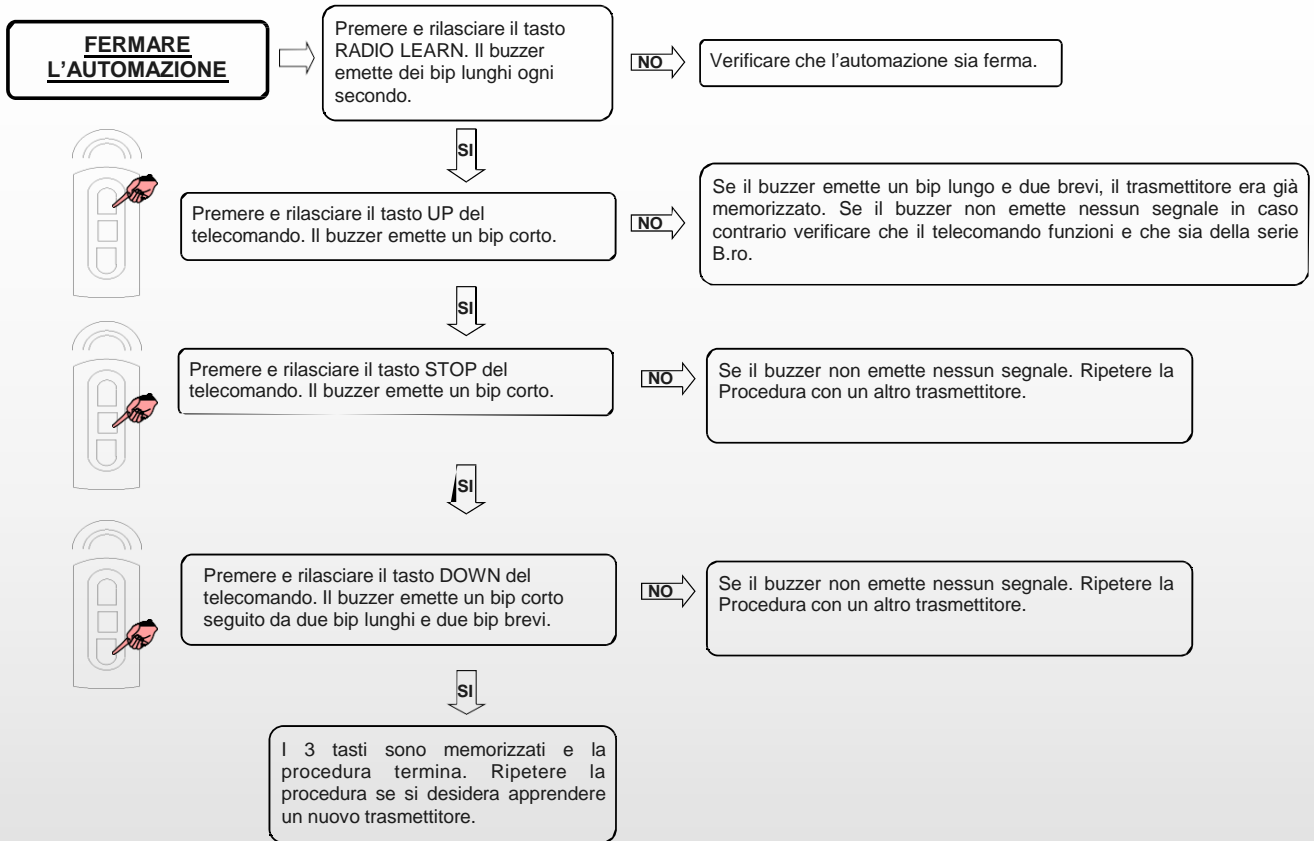 FERMARE
L'AUTOMAZIONE
Premere e rilasciare il tasto
RADIO LEARN. Il buzzer
emette dei bip lunghi ogni
secondo.
NO
Verificare che l'automazione sia ferma.
SI
Premere e rilasciare il tasto UP del
telecomando. Il buzzer emette un bip corto.
NO
Se il buzzer emette un bip lungo e due brevi, il trasmettitore era già
memorizzato. Se il buzzer non emette nessun segnale in caso
contrario verificare che il telecomando funzioni e che sia della serie
B.ro.
SI
Premere e rilasciare il tasto STOP del
telecomando. Il buzzer emette un bip corto.
NO
Se il buzzer non emette nessun segnale. Ripetere la
Procedura con un altro trasmettitore.
SI
Premere e rilasciare il tasto DOWN del
telecomando. Il buzzer emette un bip corto
seguito da due bip lunghi e due bip brevi.
NO
Se il buzzer non emette nessun segnale. Ripetere la
Procedura con un altro trasmettitore.
SI
I 3 tasti sono memorizzati e la
procedura termina. Ripetere la
procedura se si desidera apprendere
un nuovo trasmettitore.